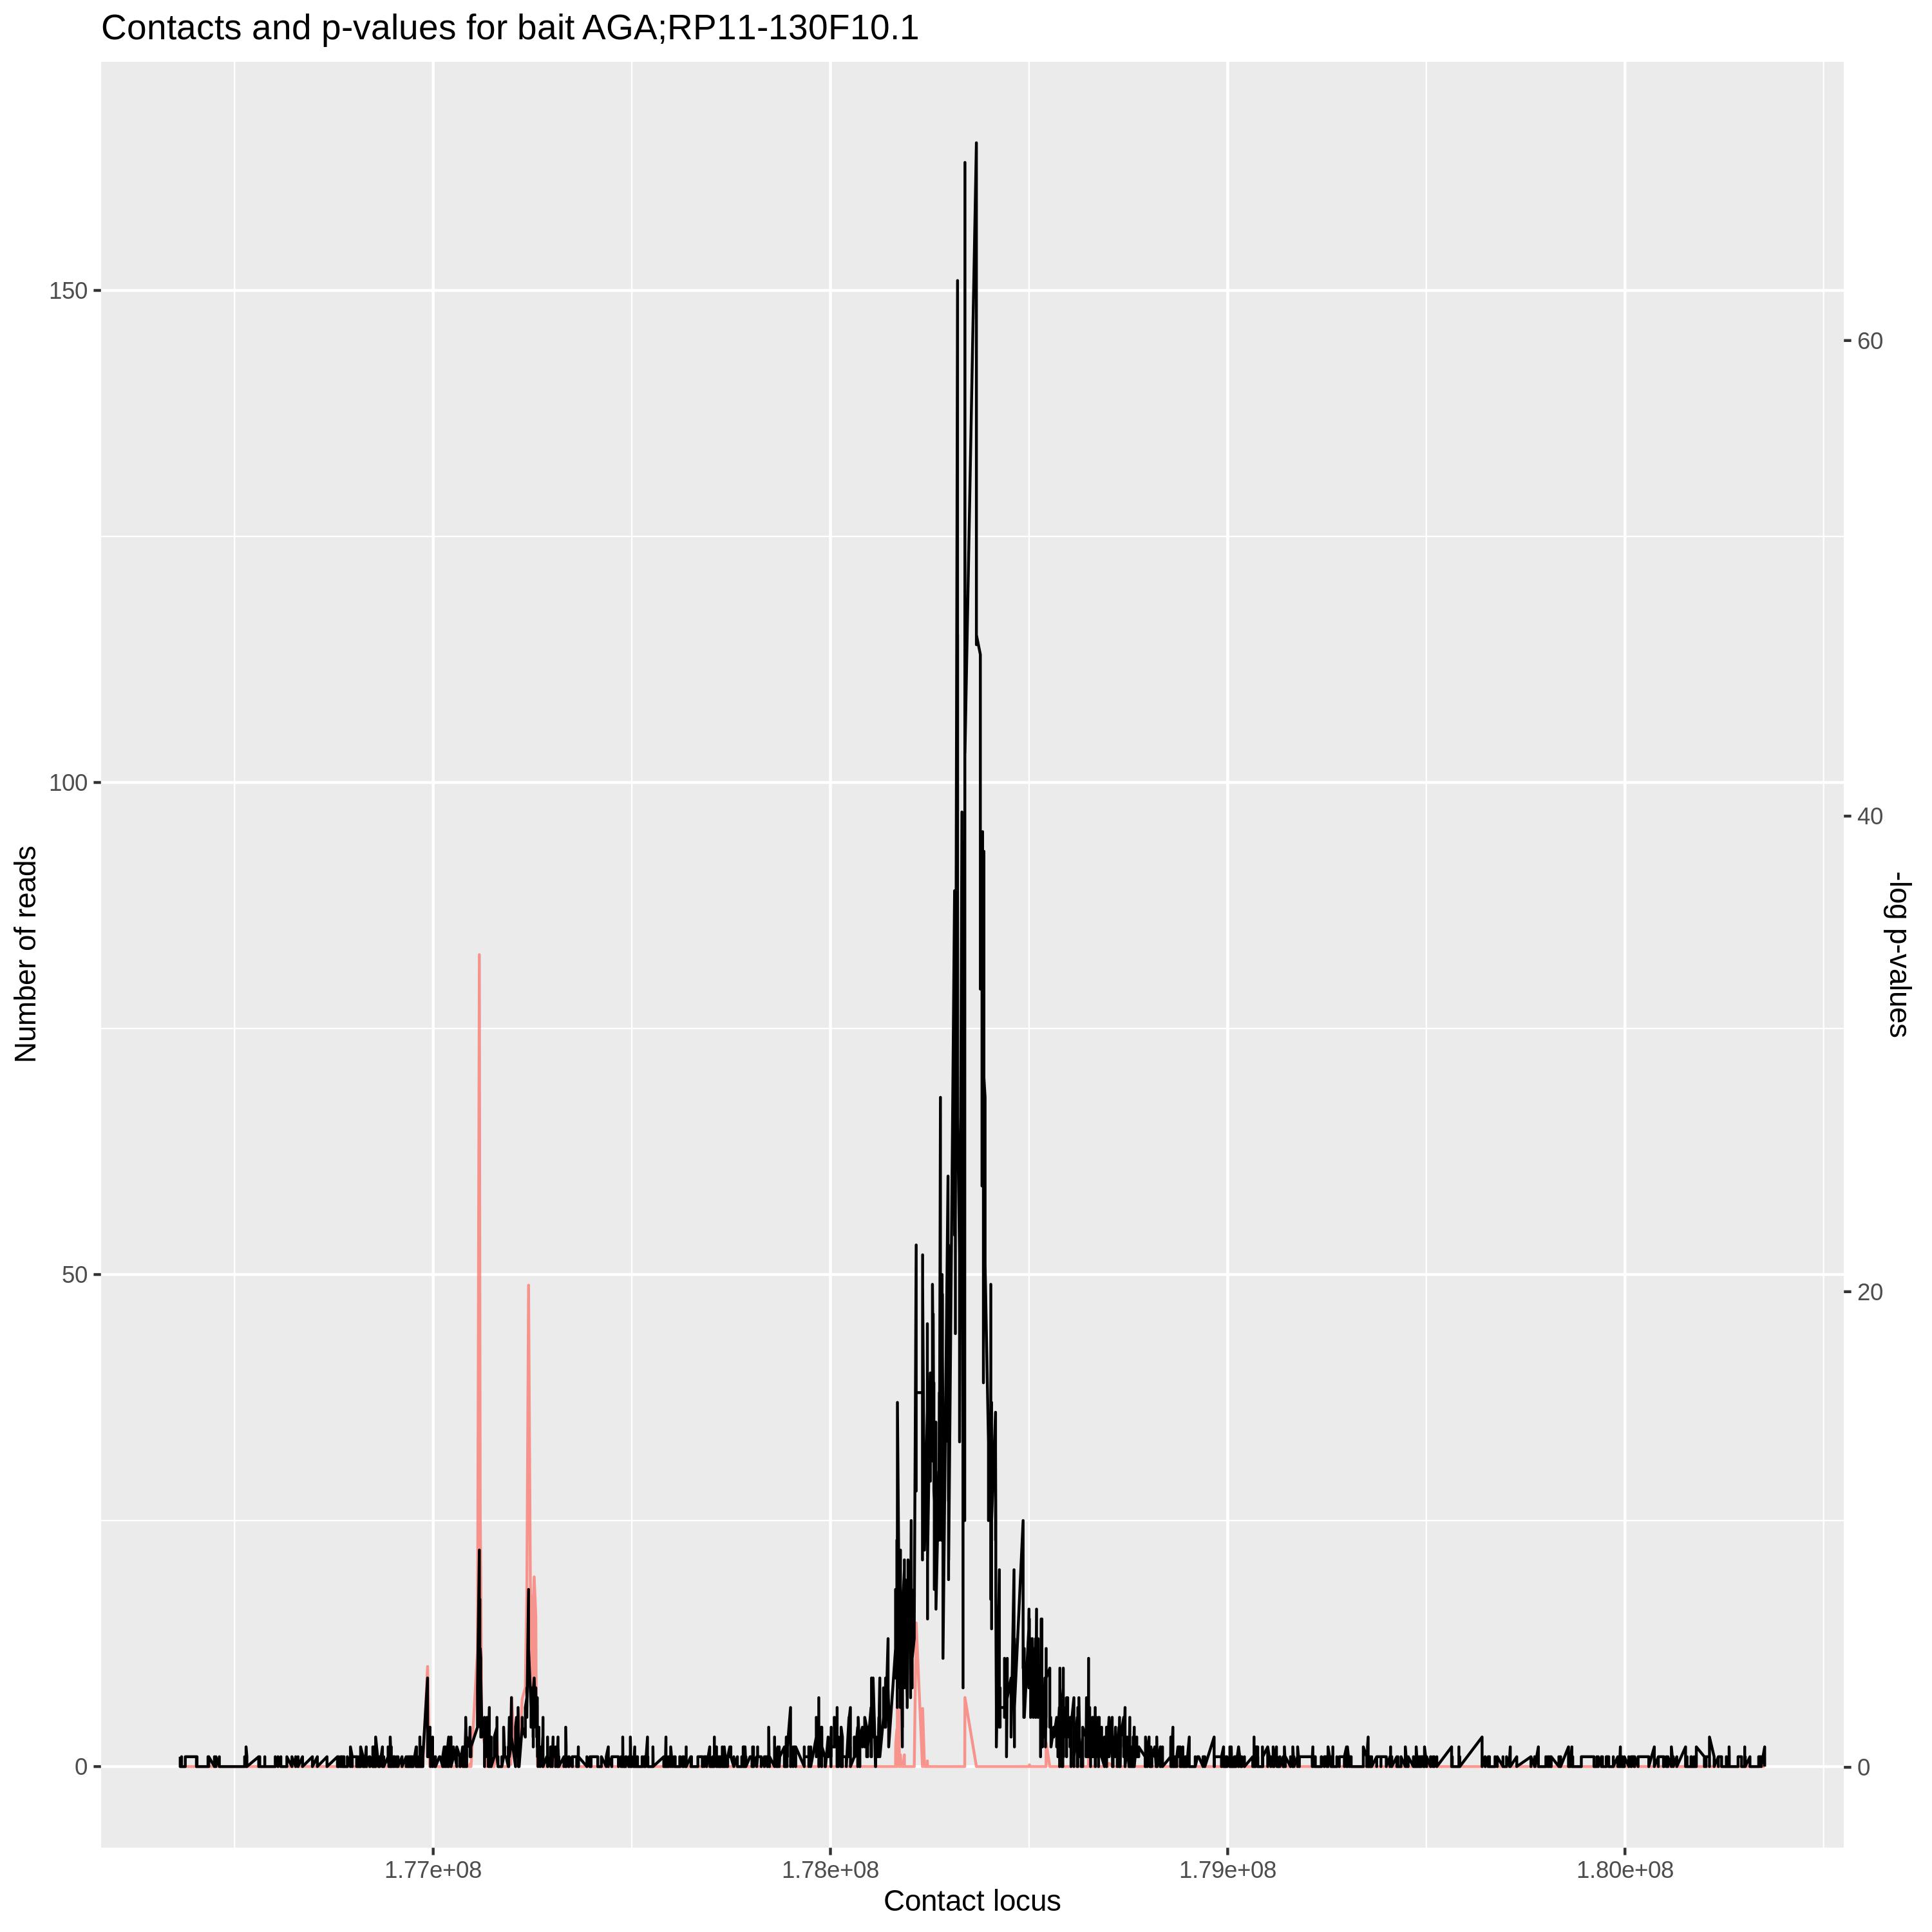 Contacts and p-values for bait AGA;RP11-130F10.1
150
100
50
0
Number of reads
60
40
20
0
-log p-values
1.77e+08
1.78e+08
1.79e+08
1.80e+08
Contact locus